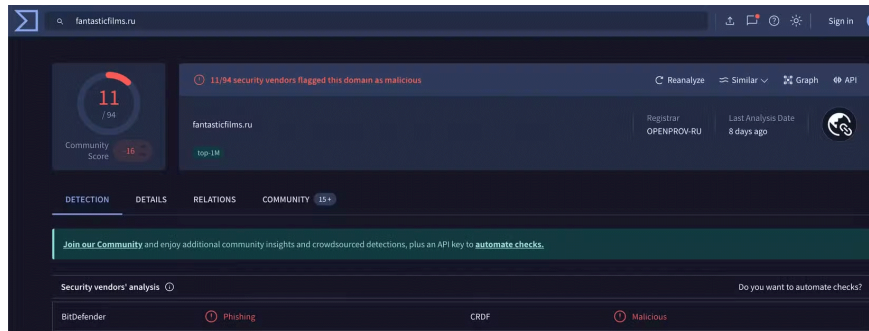 fantasticfilms.ru
Sign in
11
/ 94
Community
Score
-16
11/94 security vendors flagged this domain as malicious
Reanalyze
Similar
Graph
API
fantasticfilms.ru
top-1M
Registrar
OPENPROV-RU
Last Analysis Date
8 days ago
DETECTION
DETAILS
RELATIONS
COMMUNITY
15+
Join our Community and enjoy additional community insights and crowdsourced detections, plus an API key to automate checks.
Security vendors' analysis
Do you want to automate checks?
BitDefender
Phishing
CRDF
Malicious